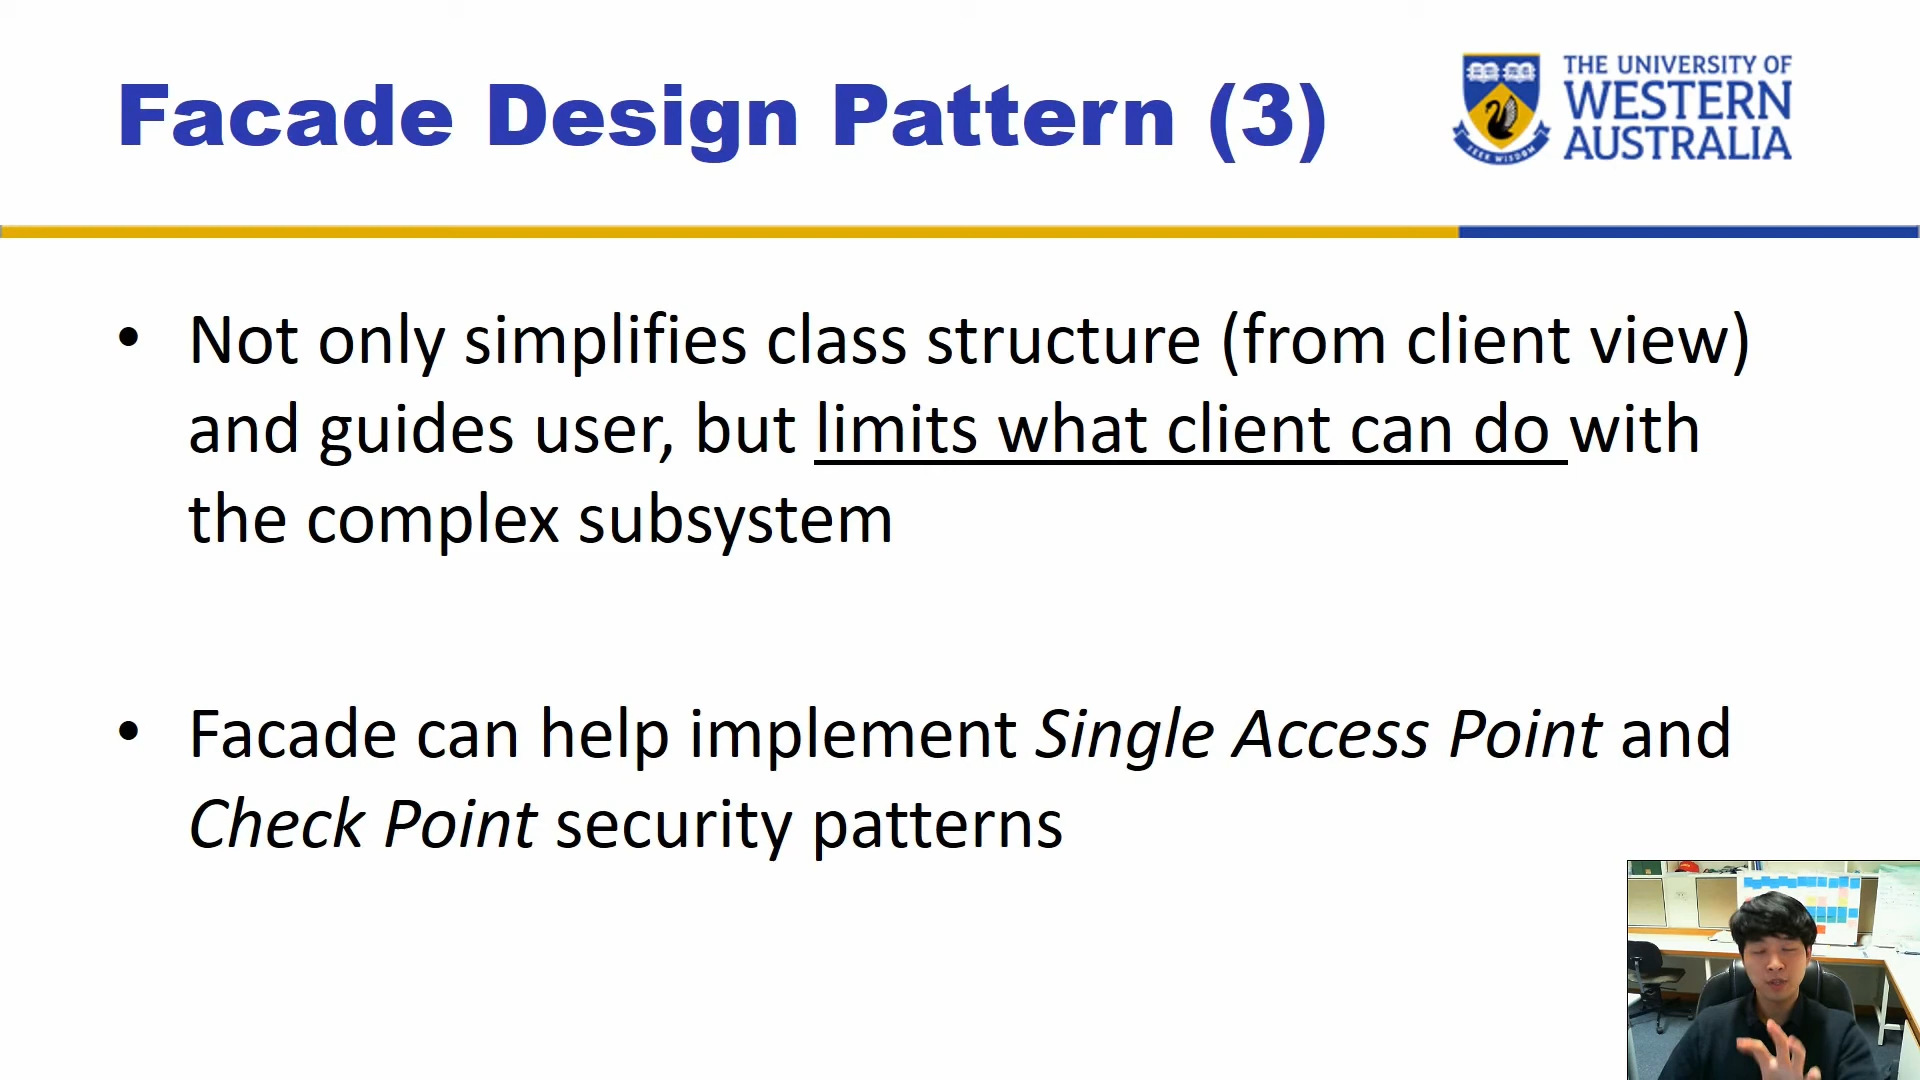 Facade Design Pattern (3)
THE UNIVERSITY OF
WESTERN
AUSTRALIA
SEEK WISDOM
• Not only simplifies class structure (from client view)
and guides user, but limits what client can do with
the complex subsystem
• Facade can help implement Single Access Point and
Check Point security patterns